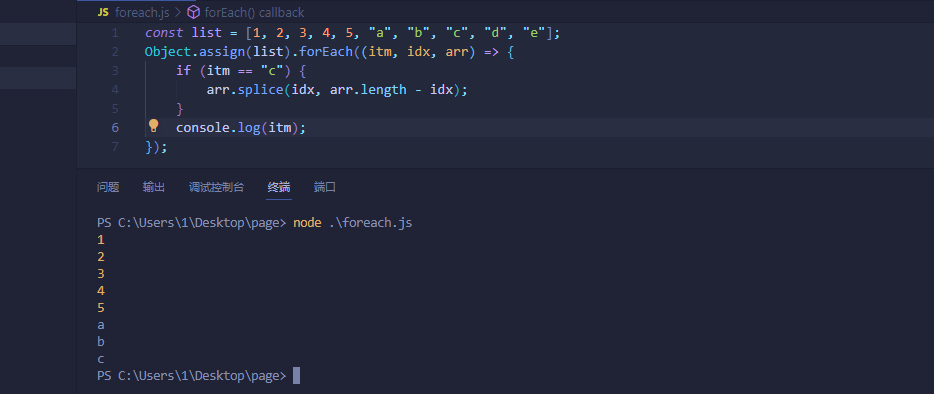 JS foreach.js > forEach() callback
1 const list = [1, 2, 3, 4, 5, "a", "b", "c", "d", "e"];
2 Object.assign(list).forEach((itm, idx, arr) => {
3 if (itm == "c") {
4 arr.splice(idx, arr.length - idx);
5 }
6 console.log(itm);
7 });
问题 输出 调试控制台 终端 端口
PS C:\Users\1\Desktop\page> node .\foreach.js
1
2
3
4
5
a
b
c
PS C:\Users\1\Desktop\page>